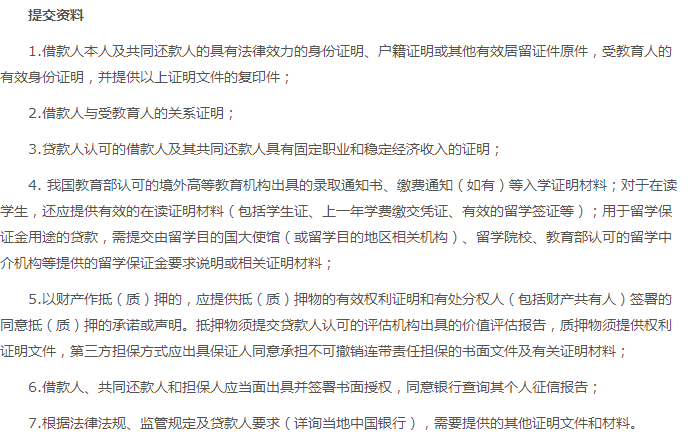 提交资料
1.借款人本人及共同还款人的具有法律效力的身份证明、户籍证明或其他有效居留证件原件，受教育人的
有效身份证明，并提供以上证明文件的复印件；
2.借款人与受教育人的关系证明；
3.贷款人认可的借款人及其共同还款人具有固定职业和稳定经济收入的证明；
4. 我国教育部认可的境外高等教育机构出具的录取通知书、缴费通知（如有）等入学证明材料；对于在读
学生，还应提供有效的在读证明材料（包括学生证、上一年学费缴交凭证、有效的留学签证等）；用于留学保
证金用途的贷款，需提交由留学目的国大使馆（或留学目的地区相关机构）、留学院校、教育部认可的留学中
介机构等提供的留学保证金要求说明或相关证明材料；
5.以财产作抵（质）押的，应提供抵（质）押物的有效权利证明和有处分权人（包括财产共有人）签署的
同意抵（质）押的承诺或声明。抵押物须提交贷款人认可的评估机构出具的价值评估报告，质押物须提供权利
证明文件，第三方担保方式应出具保证人同意承担不可撤销连带责任担保的书面文件及有关证明材料；
6.借款人、共同还款人和担保人应当面出具并签署书面授权，同意银行查询其个人征信报告；
7.根据法律法规、监管规定及贷款人要求（详询当地中国银行），需要提供的其他证明文件和材料。